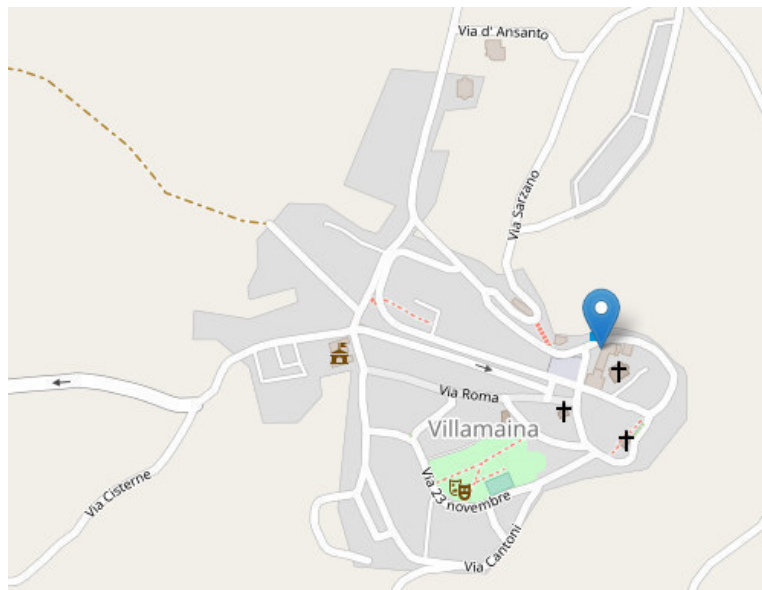 Via d' Ansanto
Via Sarzano
Via Roma
Villamaina
Via 23 novembre
Via Cisterne
Via Cantoni